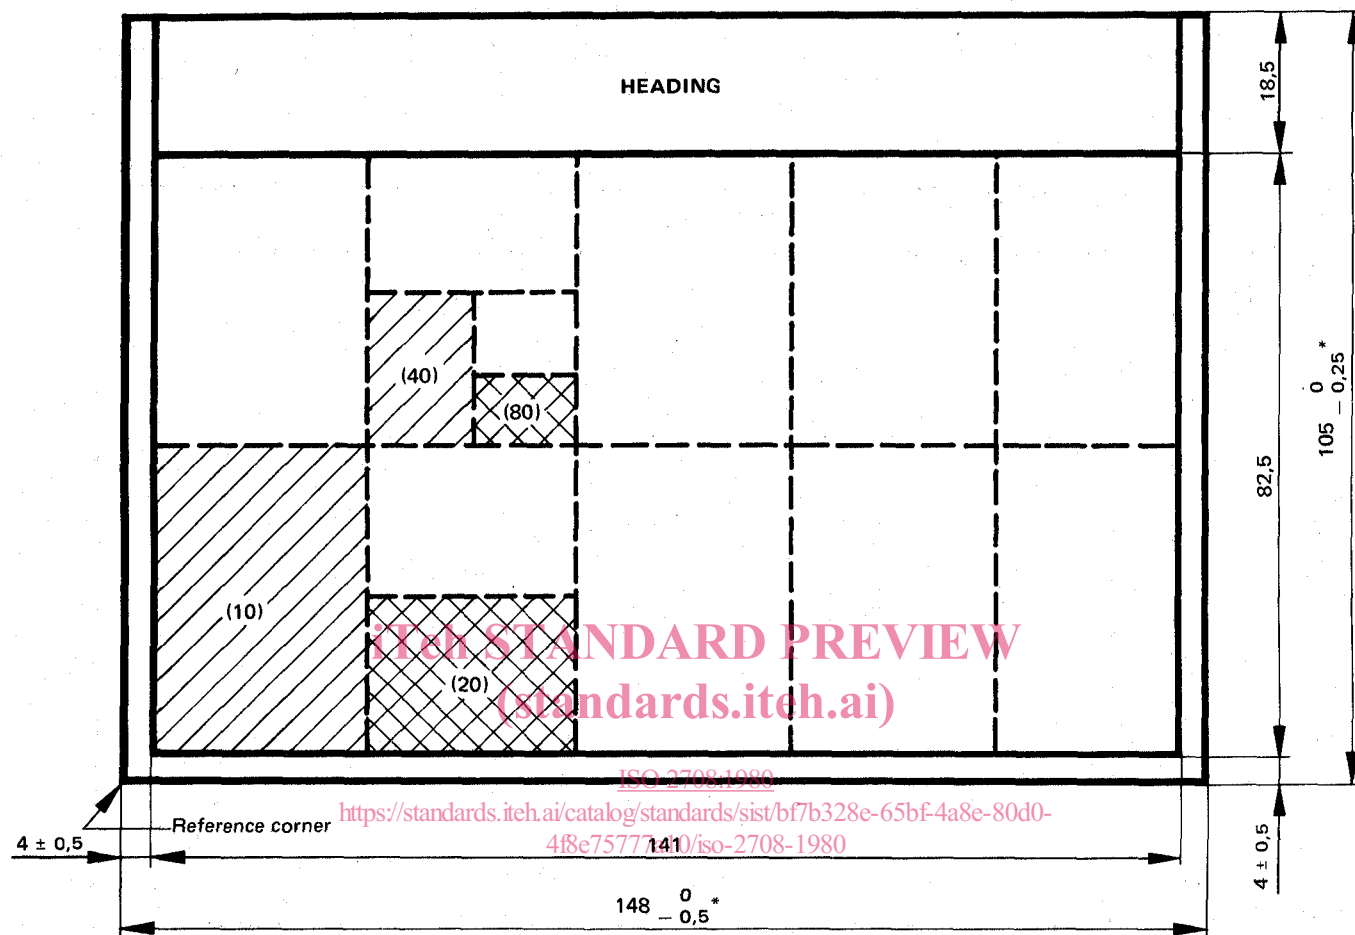 HEADING
18,5
(40)
(80)
105 0 – 0,25 *
82,5
(10)
(20)
iTeh STANDARD PREVIEW
(standards.iteh.ai)
ISO 2708:1980
https://standards.iteh.ai/catalog/standards/sist/bf7b328e-65bf-4a8e-80d0-
Reference corner
4f8e75777a10/iso-2708-1980
4 ± 0,5
141
4 ± 0,5
148 0 – 0,5 *